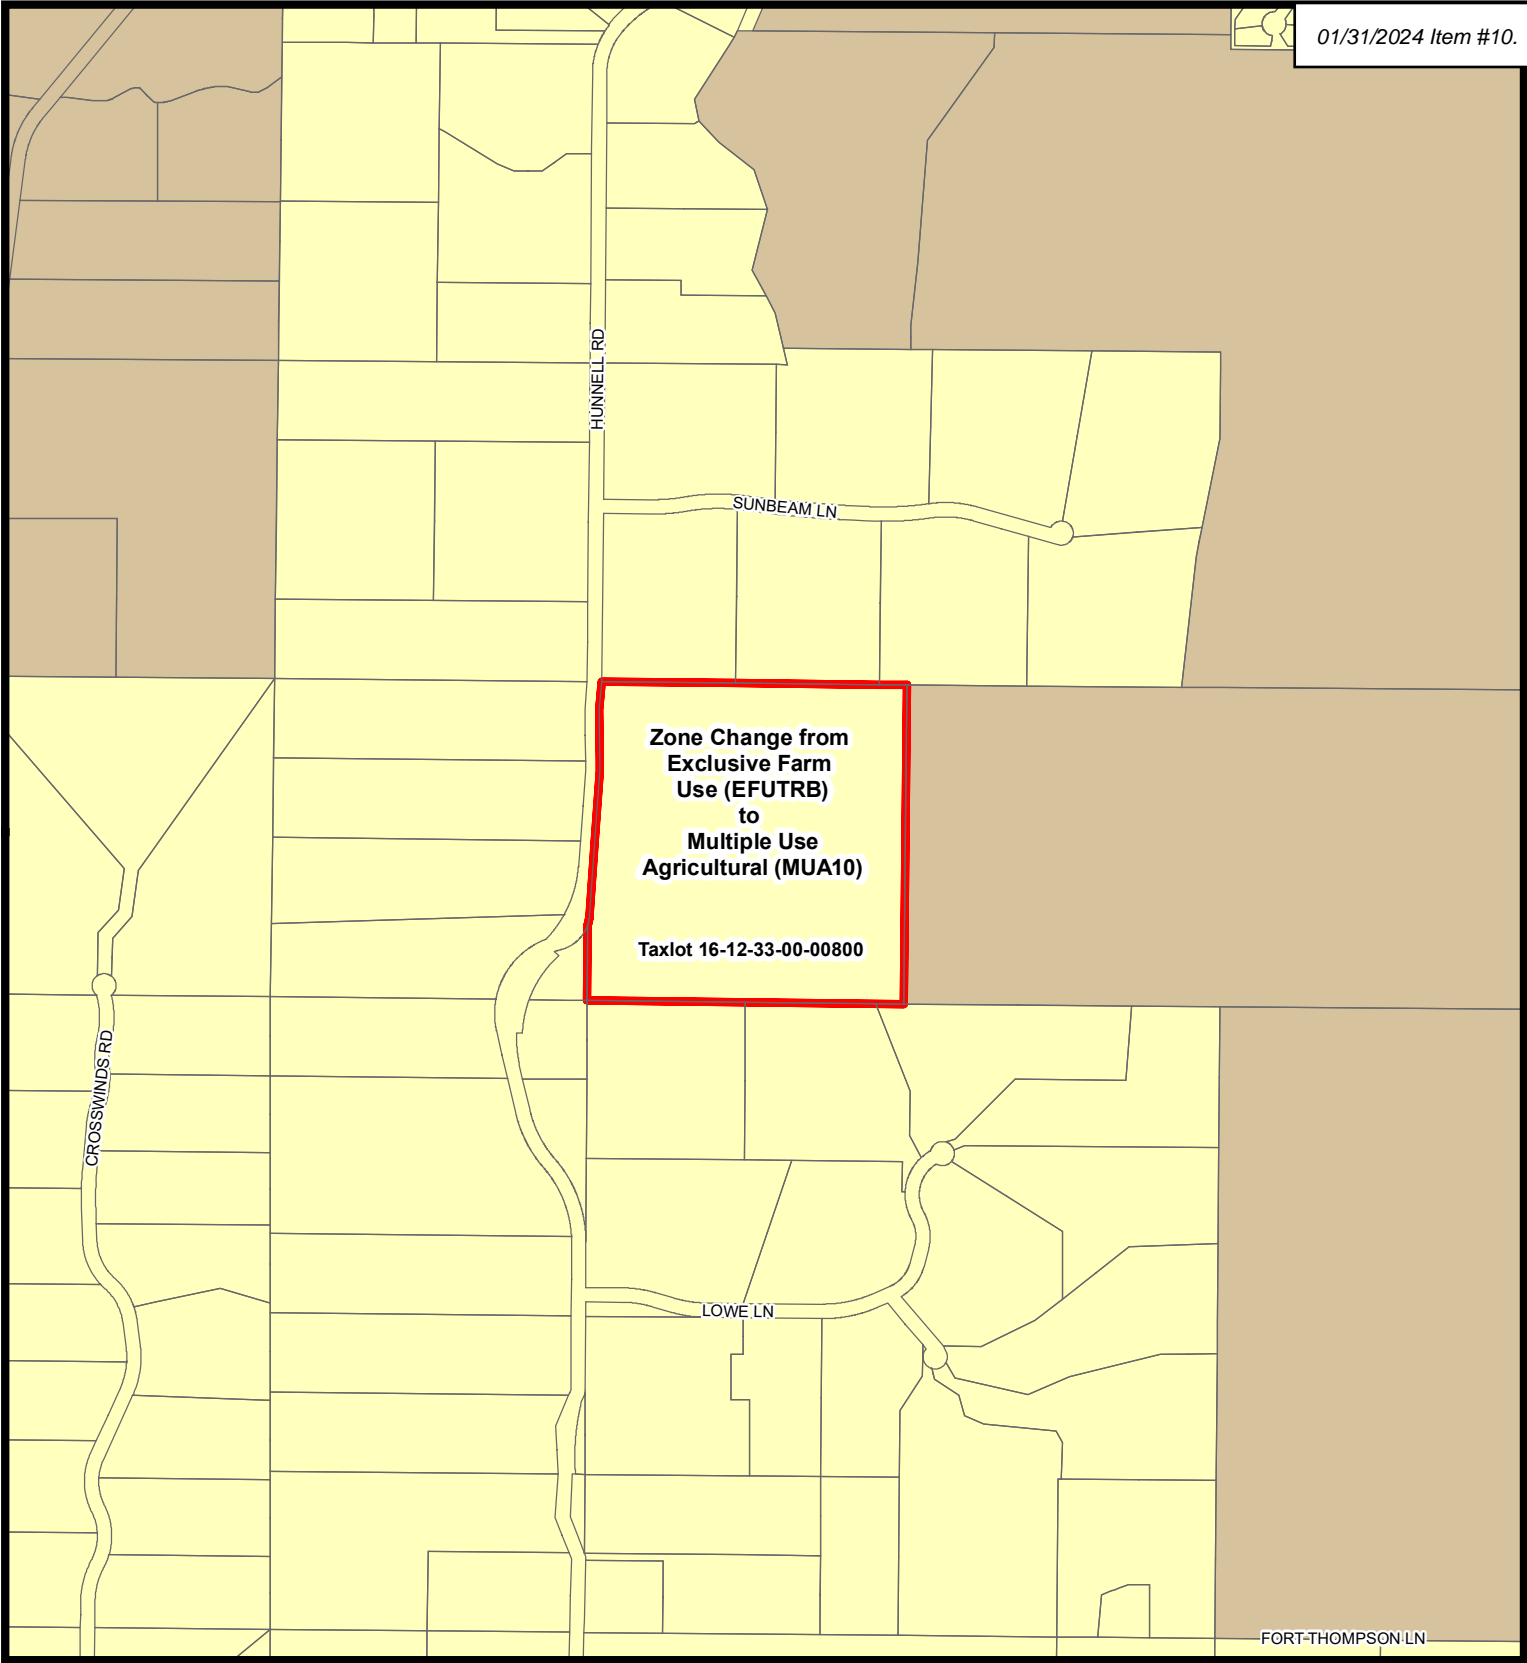 01/31/2024 Item #10.
HUNNELL RD
SUNBEAM LN
Zone Change from
Exclusive Farm
Use (EFUTRB)
to
Multiple Use
Agricultural (MUA10)
Taxlot 16-12-33-00-00800
CROSSWINDS RD
LOWE LN
FORT THOMPSON LN